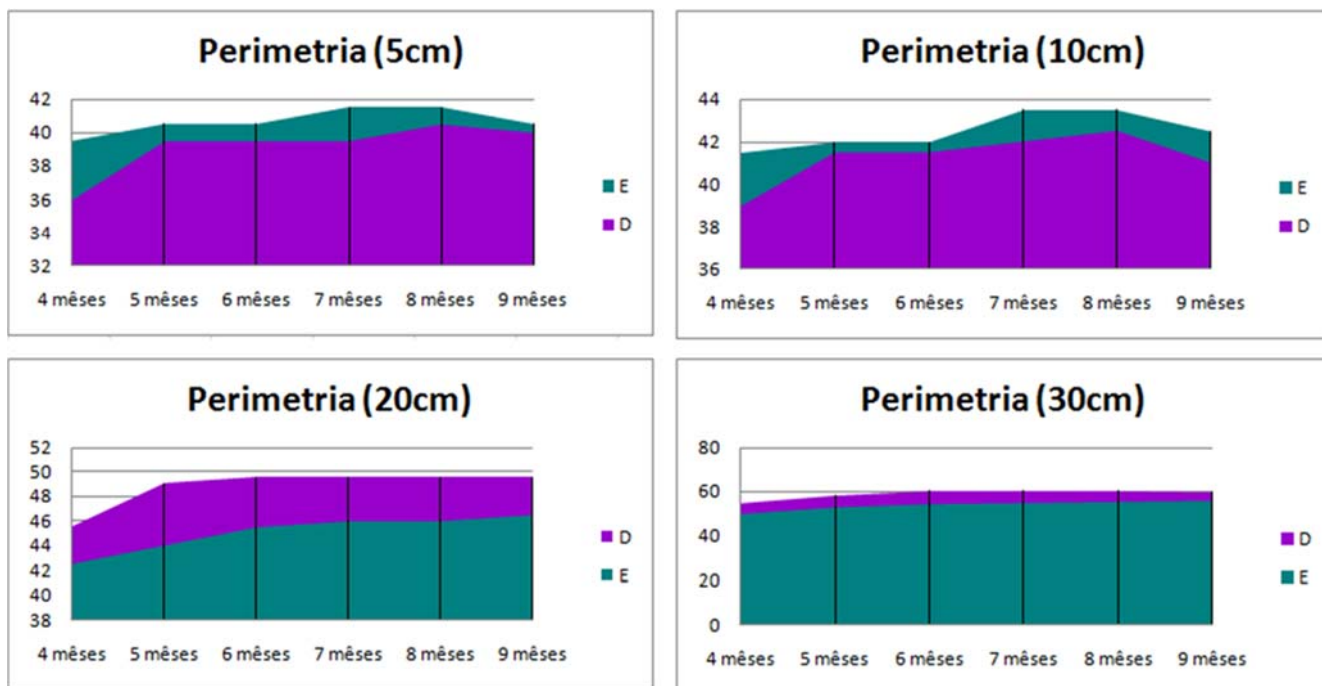 Perimetria (5cm)
42
40
38
36
34
32
4 mêses 5 mêses 6 mêses 7 mêses 8 mêses 9 mêses
E
D
Perimetria (10cm)
44
42
40
38
36
4 mêses 5 mêses 6 mêses 7 mêses 8 mêses 9 mêses
E
D
Perimetria (20cm)
52
50
48
46
44
42
40
38
4 mêses 5 mêses 6 mêses 7 mêses 8 mêses 9 mêses
D
E
Perimetria (30cm)
80
60
40
20
0
4 mêses 5 mêses 6 mêses 7 mêses 8 mêses 9 mêses
D
E